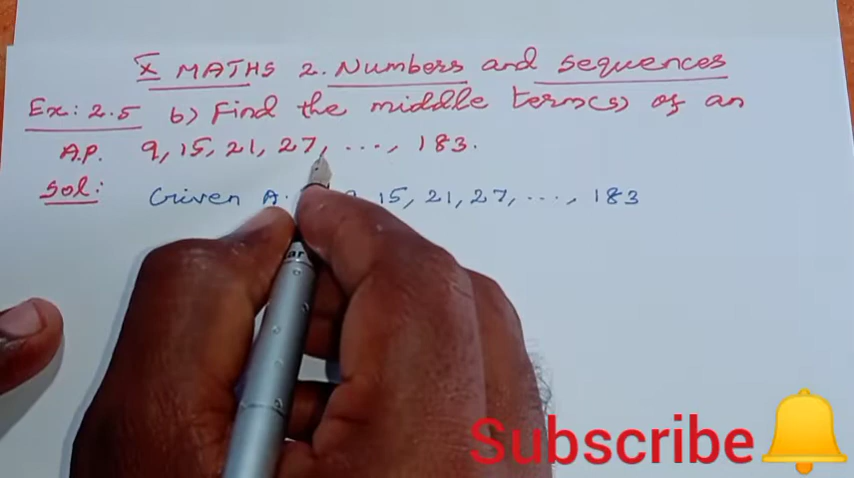 X MATHS 2. Numbers and sequences
Ex: 2.5 b) Find the middle term(s) of an
A.P. 9, 15, 21, 27, ..., 183.
Sol: Given A. 9, 15, 21, 27, ..., 183
Subscribe